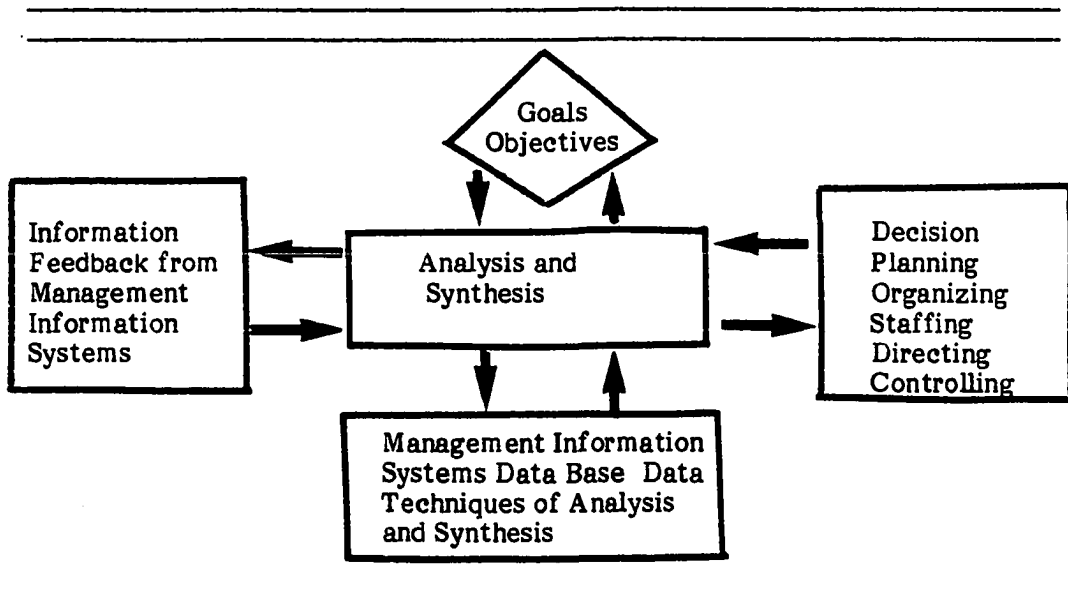 Goals
Objectives
Information
Feedback from
Management
Information
Systems
Analysis and
Synthesis
Decision
Planning
Organizing
Staffing
Directing
Controlling
Management Information
Systems Data Base Data
Techniques of Analysis
and Synthesis